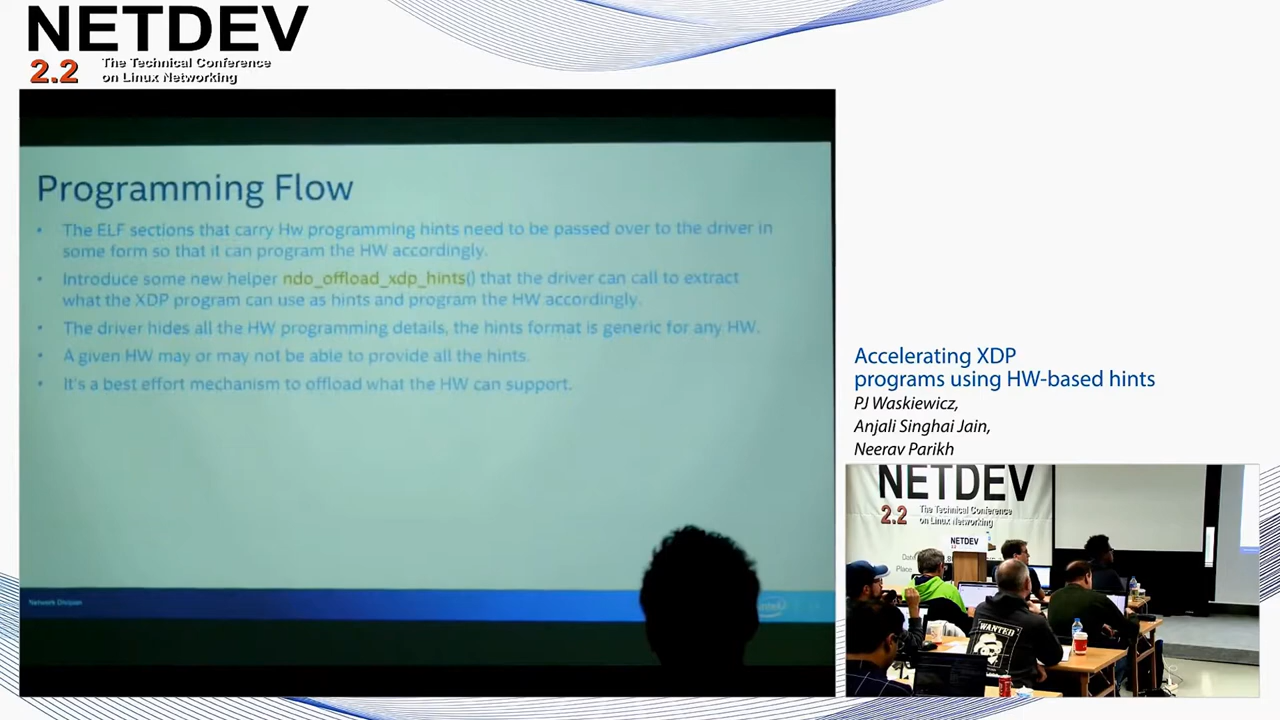 NETDEV
2.2 The Technical Conference
on Linux Networking
Programming Flow
• The ELF sections that carry Hw programming hints need to be passed over to the driver in
some form so that it can program the HW accordingly.
• Introduce some new helper ndo_offload_xdp_hints() that the driver can call to extract
what the XDP program can use as hints and program the HW accordingly.
• The driver hides all the HW programming details, the hints format is generic for any HW.
• A given HW may or may not be able to provide all the hints.
• It's a best effort mechanism to offload what the HW can support.
Network Division
intel
Accelerating XDP
programs using HW-based hints
PJ Waskiewicz,
Anjali Singhai Jain,
Neerav Parikh
NETDEV
2.2 The Technical Conference
on Linux Networking
NETDEV
2.2
Place
WANTED